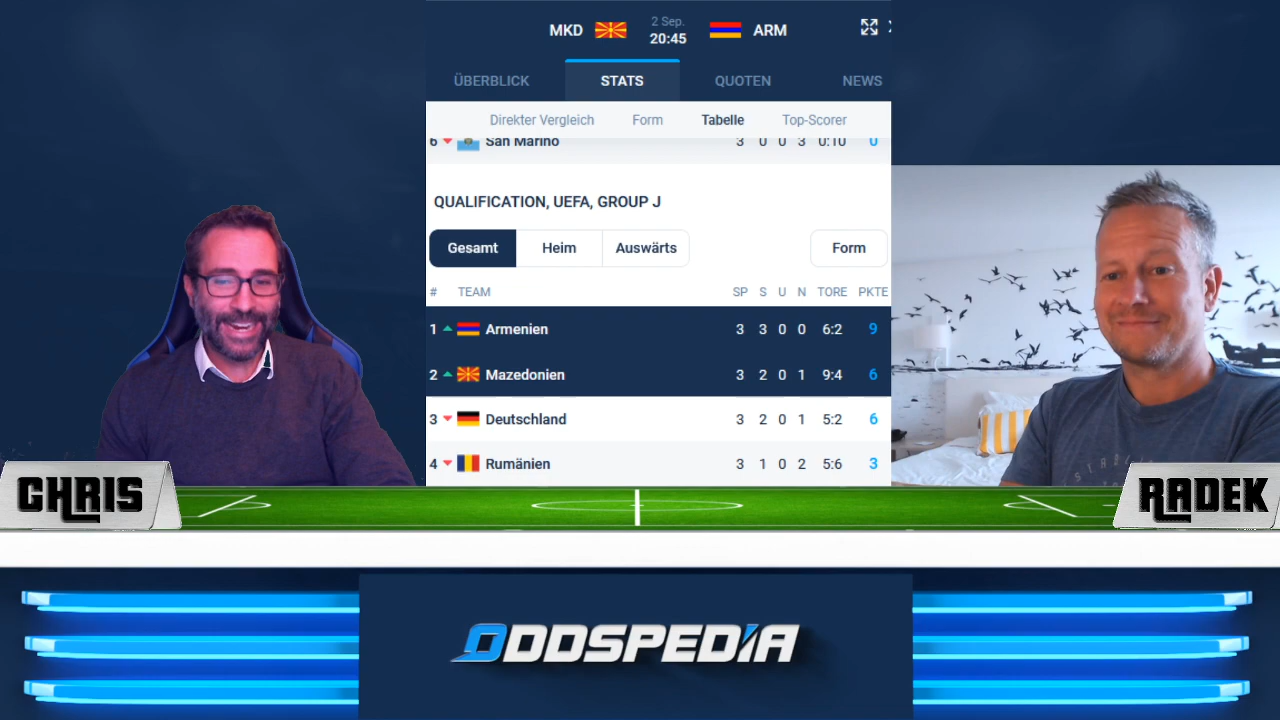 MKD 2 Sep. 20:45 ARM
ÜBERBLICK STATS QUOTEN NEWS
Direkter Vergleich Form Tabelle Top-Scorer
6 San Marino 3 0 0 3 0:10 0
QUALIFICATION, UEFA, GROUP J
Gesamt Heim Auswärts Form
# TEAM SP S U N TORE PKTE
1 Armenien 3 3 0 0 6:2 9
2 Mazedonien 3 2 0 1 9:4 6
3 Deutschland 3 2 0 1 5:2 6
4 Rumänien 3 1 0 2 5:6 3
CHRIS
RADEK
ODDSPEDIA